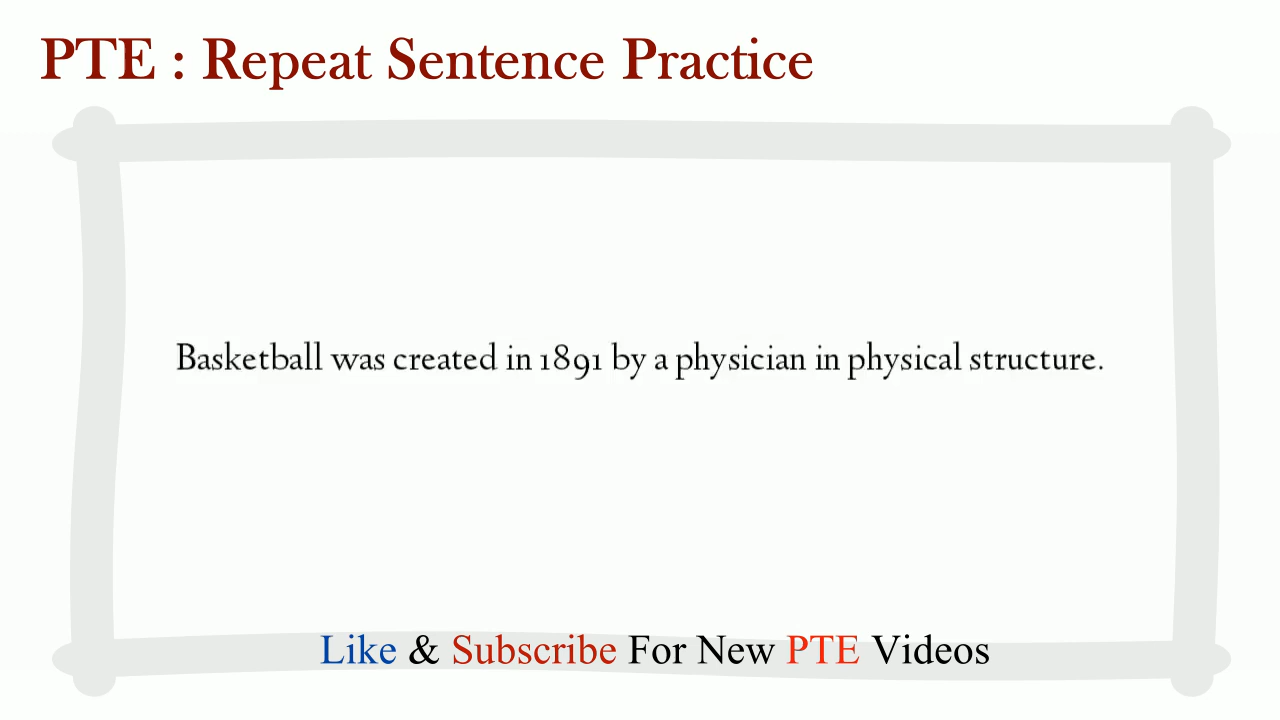 PTE : Repeat Sentence Practice
Basketball was created in 1891 by a physician in physical structure.
Like & Subscribe For New PTE Videos